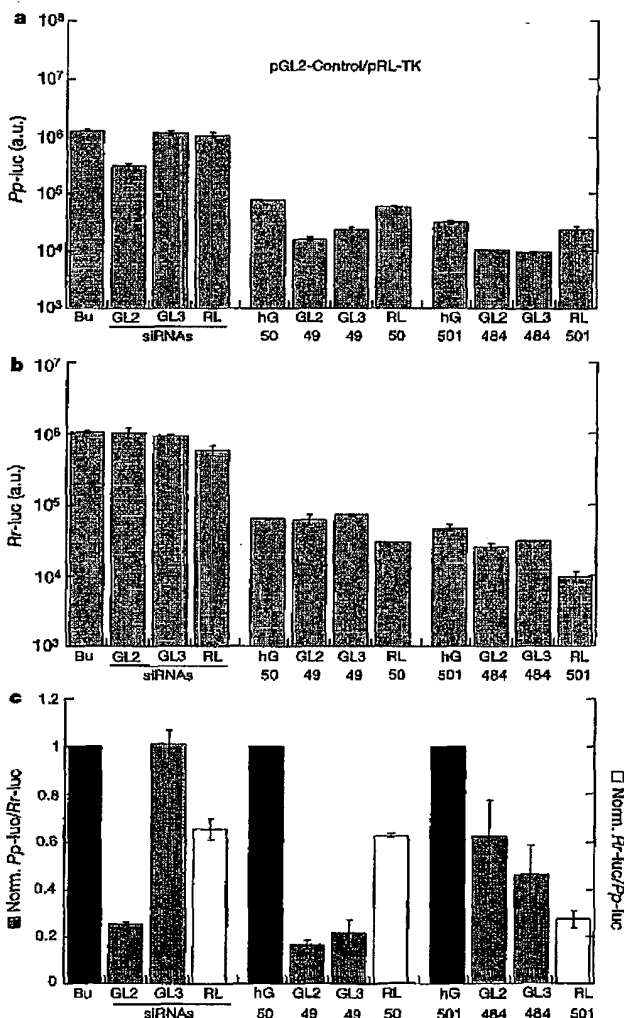 a
pGL2-Control/pRL-TK
Pp-luc (a.u.)
10⁸
10⁷
10⁶
10⁵
10⁴
10³
Bu GL2 GL3 RL hG GL2 GL3 RL hG GL2 GL3 RL
siRNAs 50 49 49 50 501 484 484 501
b
Rr-luc (a.u.)
10⁷
10⁶
10⁵
10⁴
10³
Bu GL2 GL3 RL hG GL2 GL3 RL hG GL2 GL3 RL
siRNAs 50 49 49 50 501 484 484 501
c
Norm. Pp-luc/Rr-luc
1.2
1
0.8
0.6
0.4
0.2
0
Norm. Rr-luc/Pp-luc
Bu GL2 GL3 RL hG GL2 GL3 RL hG GL2 GL3 RL
siRNAs 50 49 49 50 501 484 484 501